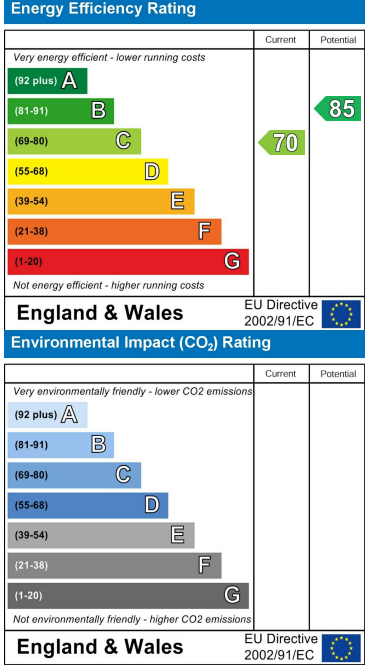 Energy Efficiency Rating
Current Potential
Very energy efficient - lower running costs
(92 plus) A
(81-91) B 85
(69-80) C 70
(55-68) D
(39-54) E
(21-38) F
(1-20) G
Not energy efficient - higher running costs
England & Wales EU Directive
2002/91/EC
Environmental Impact (CO₂) Rating
Current Potential
Very environmentally friendly - lower CO2 emissions
(92 plus) A
(81-91) B
(69-80) C
(55-68) D
(39-54) E
(21-38) F
(1-20) G
Not environmentally friendly - higher CO2 emissions
England & Wales EU Directive
2002/91/EC